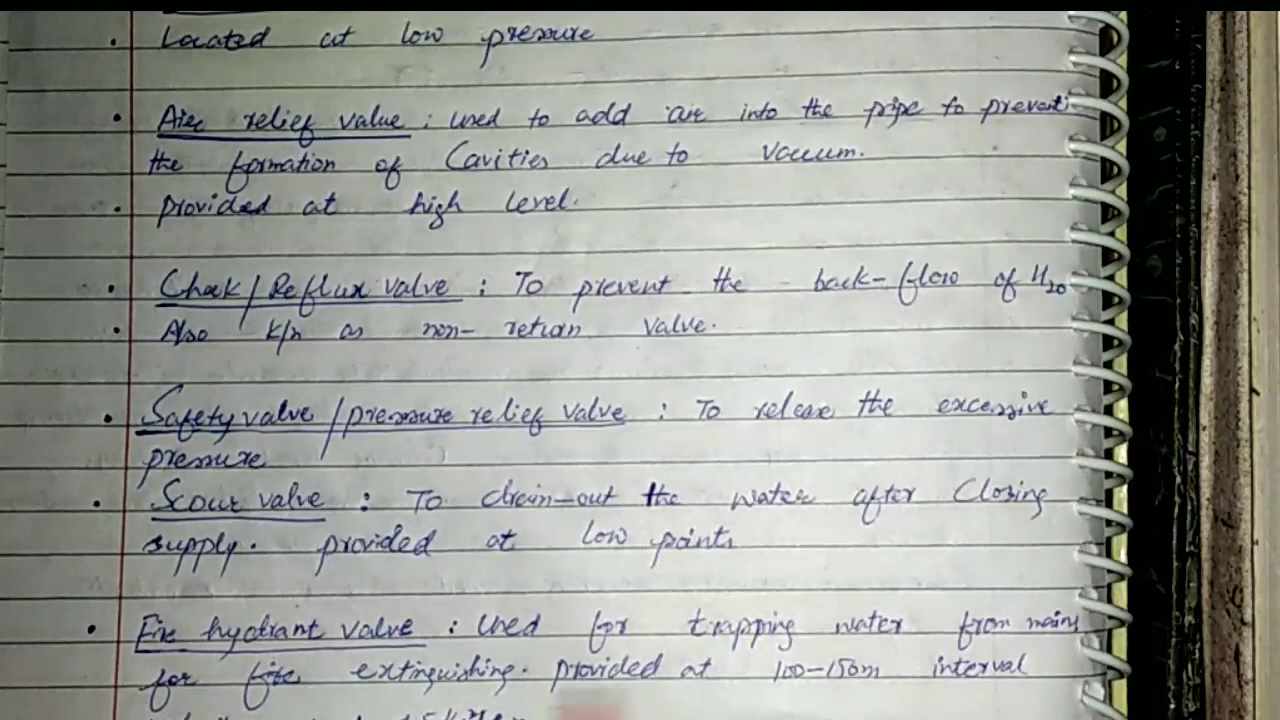 • Located at low pressure
• Air relief valve : used to add air into the pipe to prevent
the formation of Cavities due to vaccum.
• provided at high level.
• Check/Reflux valve : To prevent the back-flow of H20
• Also k/n as non-return valve.
• Safety valve/pressure relief valve : To release the excessive
pressure
• Scour valve : To drain-out the water after Closing
supply. provided at low points
• Fire hydrant valve : Used for trapping water from mains
for fire extinguishing. provided at 100-150m interval